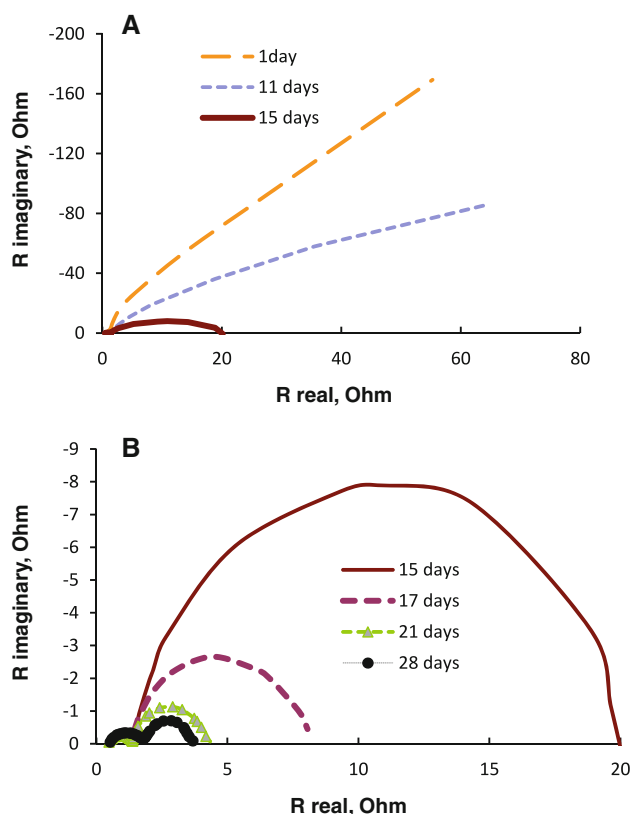 A
-200
-160
-120
-80
-40
0
R imaginary, Ohm
1day
11 days
15 days
0 20 40 60 80
R real, Ohm
B
-9
-8
-7
-6
-5
-4
-3
-2
-1
0
R imaginary, Ohm
15 days
17 days
21 days
28 days
0 5 10 15 20
R real, Ohm